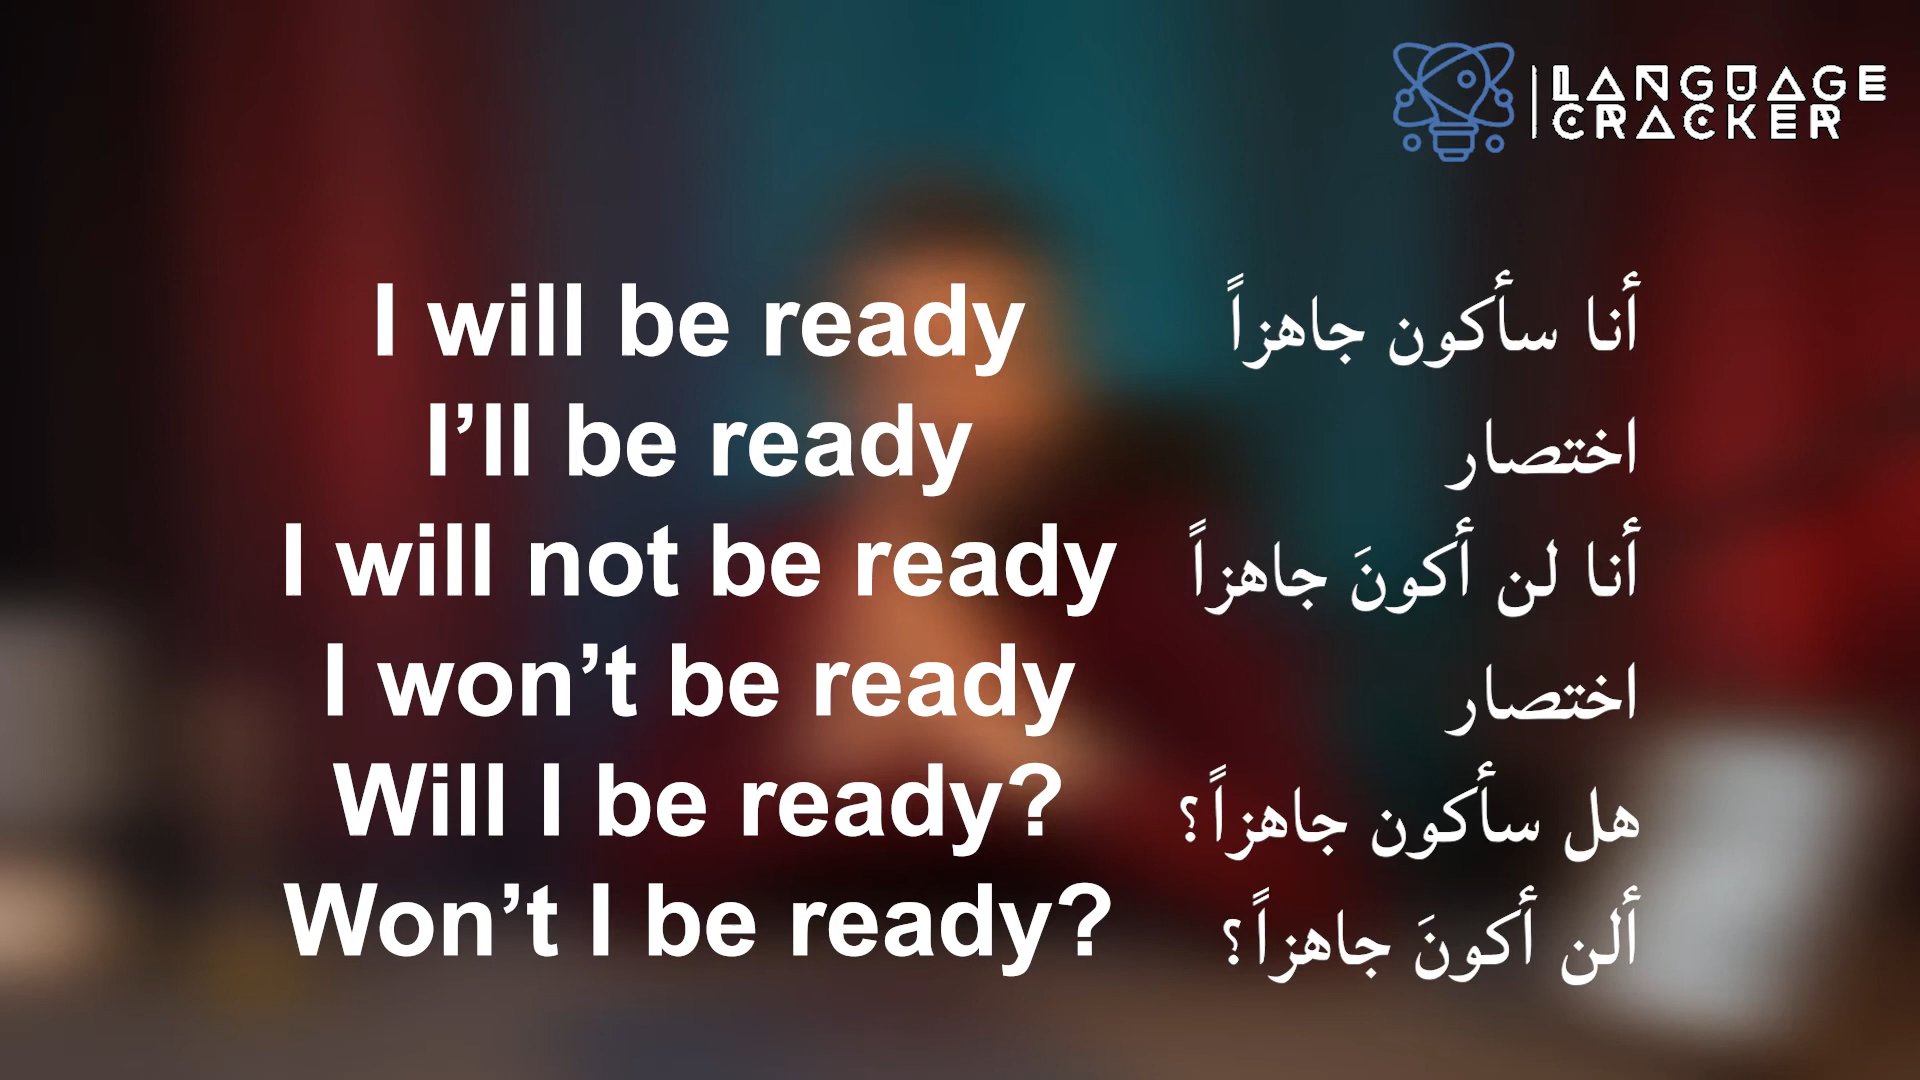 LANGUAGE
CRACKER
I will be ready أنا سأكون جاهزاً
I’ll be ready اختصار
I will not be ready أنا لن أكونَ جاهزاً
I won’t be ready اختصار
Will I be ready? هل سأكون جاهزاً؟
Won’t I be ready? ألن أكونَ جاهزاً؟